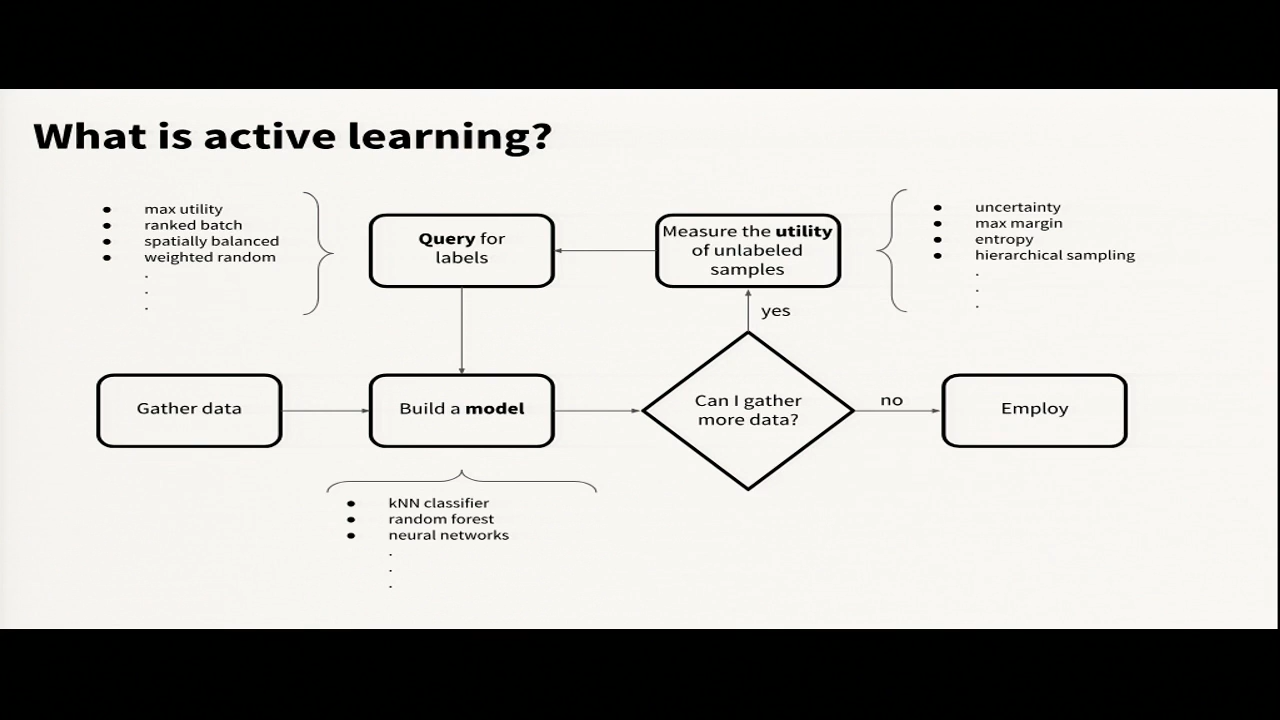 What is active learning?
● max utility
● ranked batch
● spatially balanced
● weighted random
.
.
.
Query for
labels
Measure the utility
of unlabeled
samples
● uncertainty
● max margin
● entropy
● hierarchical sampling
.
.
.
yes
Gather data
Build a model
Can I gather
more data?
no
Employ
● kNN classifier
● random forest
● neural networks
.
.
.